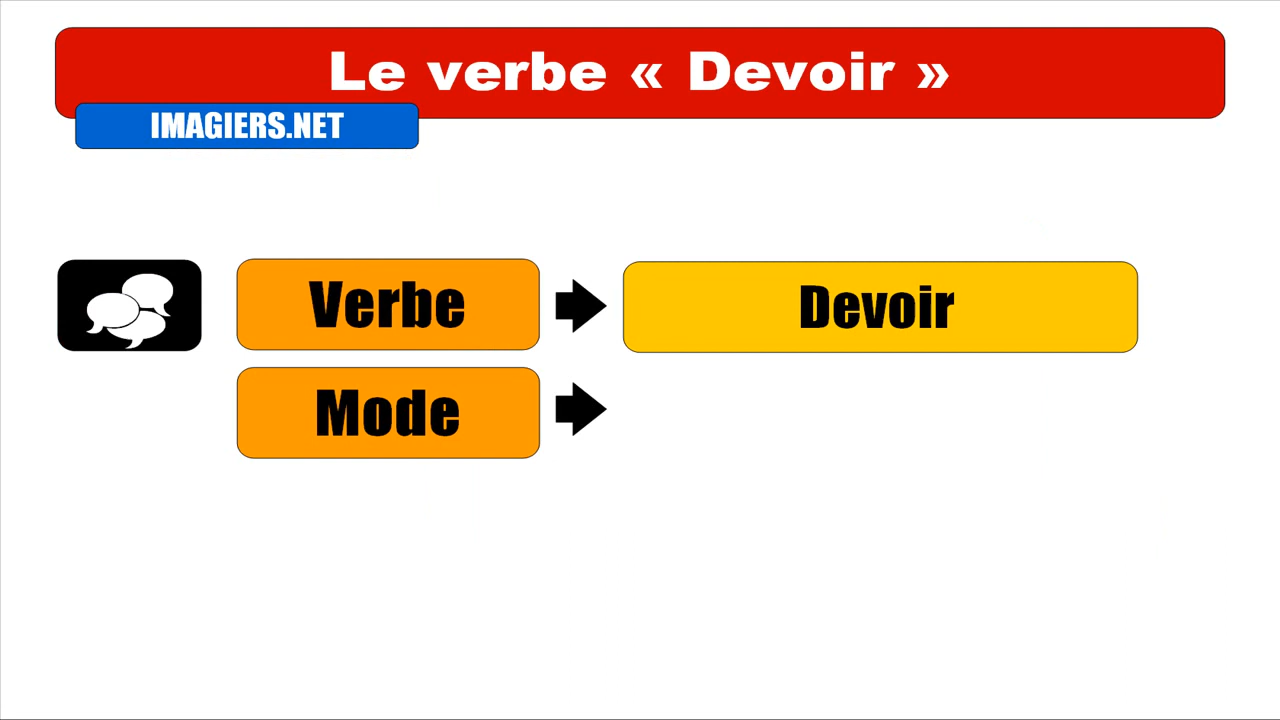 Le verbe « Devoir »
IMAGIERS.NET
Verbe
Devoir
Mode